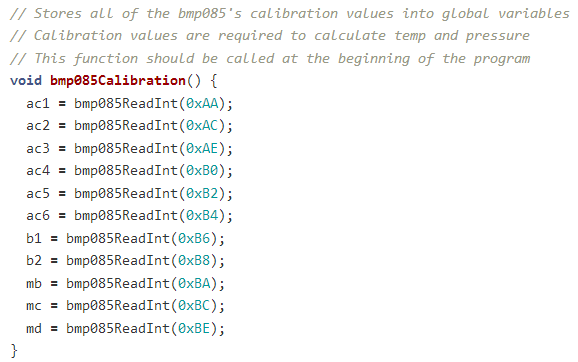 // Stores all of the bmp085's calibration values into global variables
// Calibration values are required to calculate temp and pressure
// This function should be called at the beginning of the program
void bmp085Calibration() {
  ac1 = bmp085ReadInt(0xAA);
  ac2 = bmp085ReadInt(0xAC);
  ac3 = bmp085ReadInt(0xAE);
  ac4 = bmp085ReadInt(0xB0);
  ac5 = bmp085ReadInt(0xB2);
  ac6 = bmp085ReadInt(0xB4);
  b1 = bmp085ReadInt(0xB6);
  b2 = bmp085ReadInt(0xB8);
  mb = bmp085ReadInt(0xBA);
  mc = bmp085ReadInt(0xBC);
  md = bmp085ReadInt(0xBE);
}